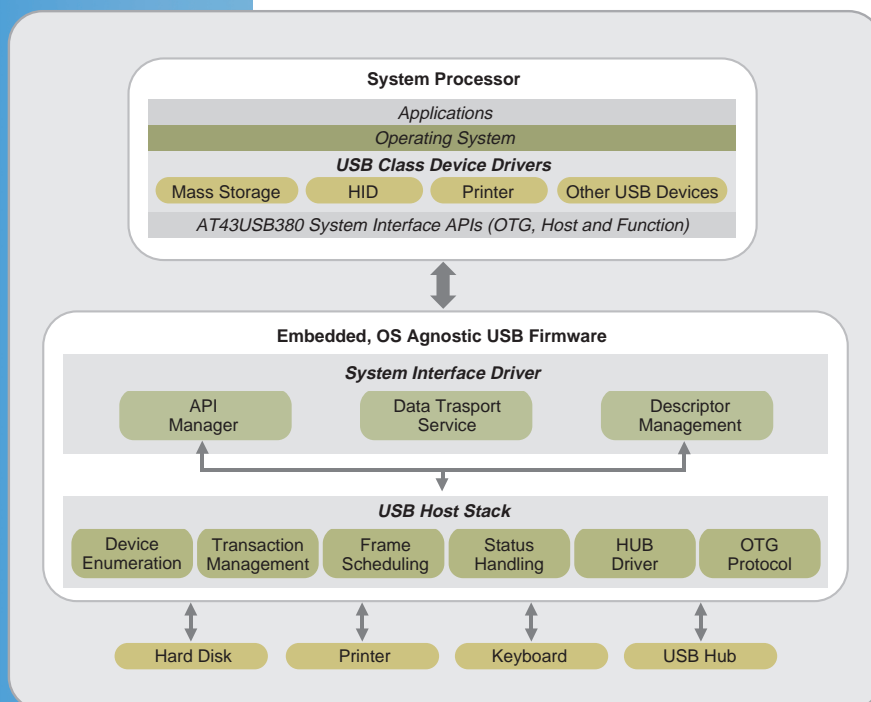 System Processor
Applications
Operating System
USB Class Device Drivers
Mass Storage
HID
Printer
Other USB Devices
AT43USB380 System Interface APIs (OTG, Host and Function)
Embedded, OS Agnostic USB Firmware
System Interface Driver
API
Manager
Data Trasport
Service
Descriptor
Management
USB Host Stack
Device
Enumeration
Transaction
Management
Frame
Scheduling
Status
Handling
HUB
Driver
OTG
Protocol
Hard Disk
Printer
Keyboard
USB Hub